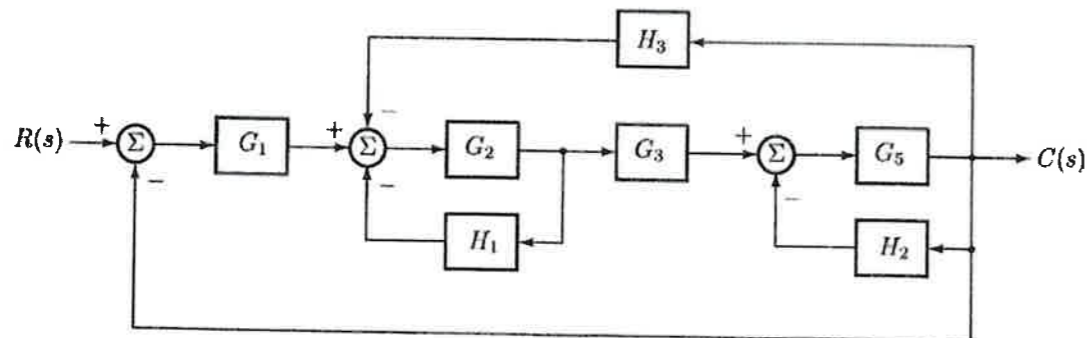 H₃
R(s) + Σ G₁ + Σ G₂ G₃ + Σ G₅ C(s)
− − − −
H₁ H₂